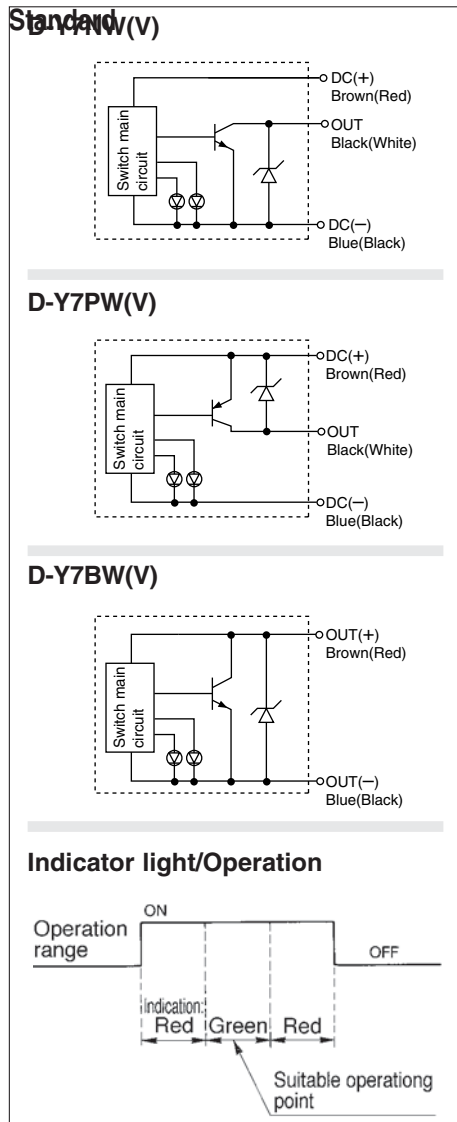 Standard
D-Y7NW(V)
DC(+)
Brown(Red)
OUT
Black(White)
Switch main
circuit
DC(−)
Blue(Black)
D-Y7PW(V)
DC(+)
Brown(Red)
Switch main
circuit
OUT
Black(White)
DC(−)
Blue(Black)
D-Y7BW(V)
OUT(+)
Brown(Red)
Switch main
circuit
OUT(−)
Blue(Black)
Indicator light/Operation
ON
Operation
range
OFF
Indication:
Red Green Red
Suitable operationg
point